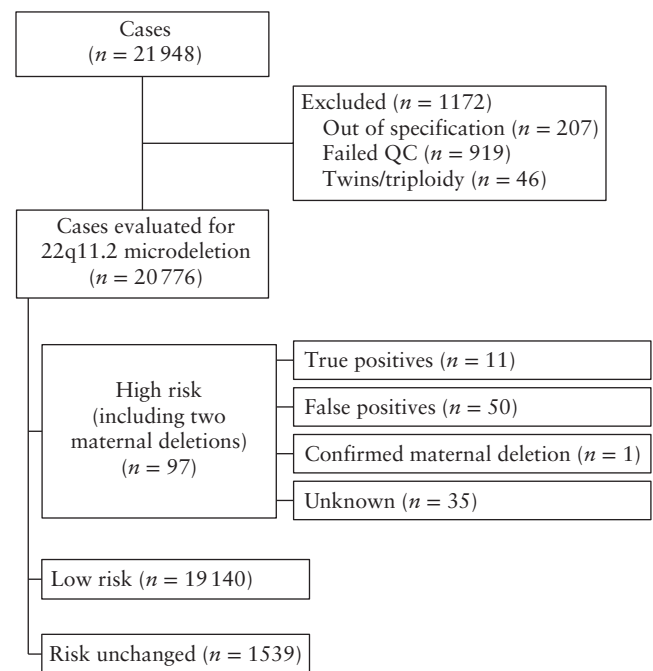 Cases
(n = 21 948)
Excluded (n = 1172)
Out of specification (n = 207)
Failed QC (n = 919)
Twins/triploidy (n = 46)
Cases evaluated for
22q11.2 microdeletion
(n = 20 776)
High risk
(including two
maternal deletions)
(n = 97)
True positives (n = 11)
False positives (n = 50)
Confirmed maternal deletion (n = 1)
Unknown (n = 35)
Low risk (n = 19 140)
Risk unchanged (n = 1539)